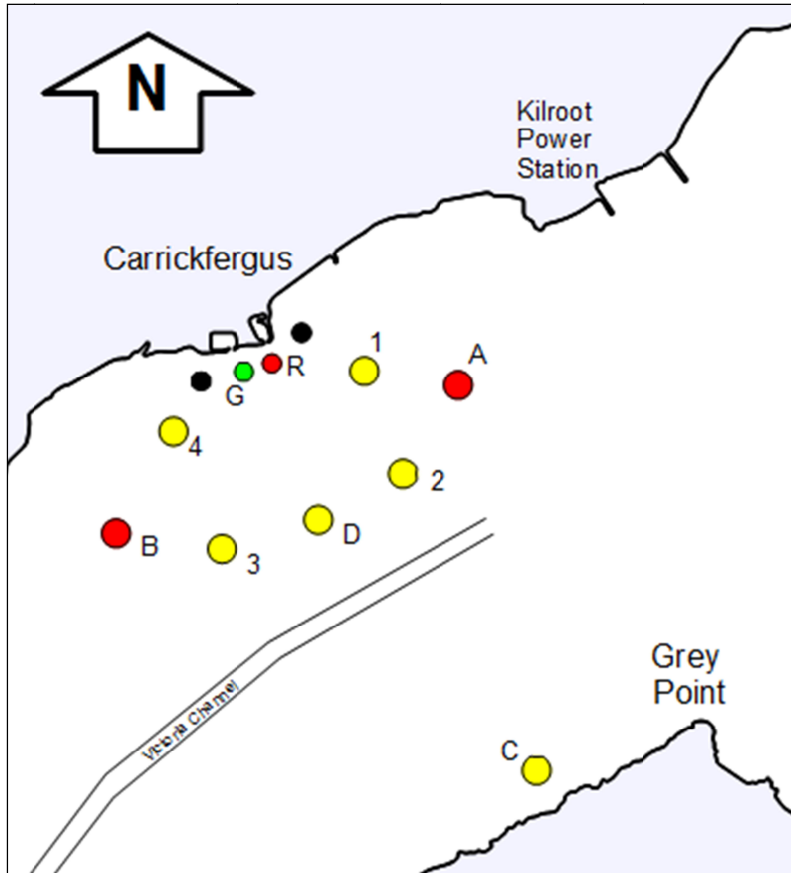 N
Kilroot
Power
Station
Carrickfergus
1
A
R
G
4
2
B
3
D
Grey
Point
Victoria Channel
C